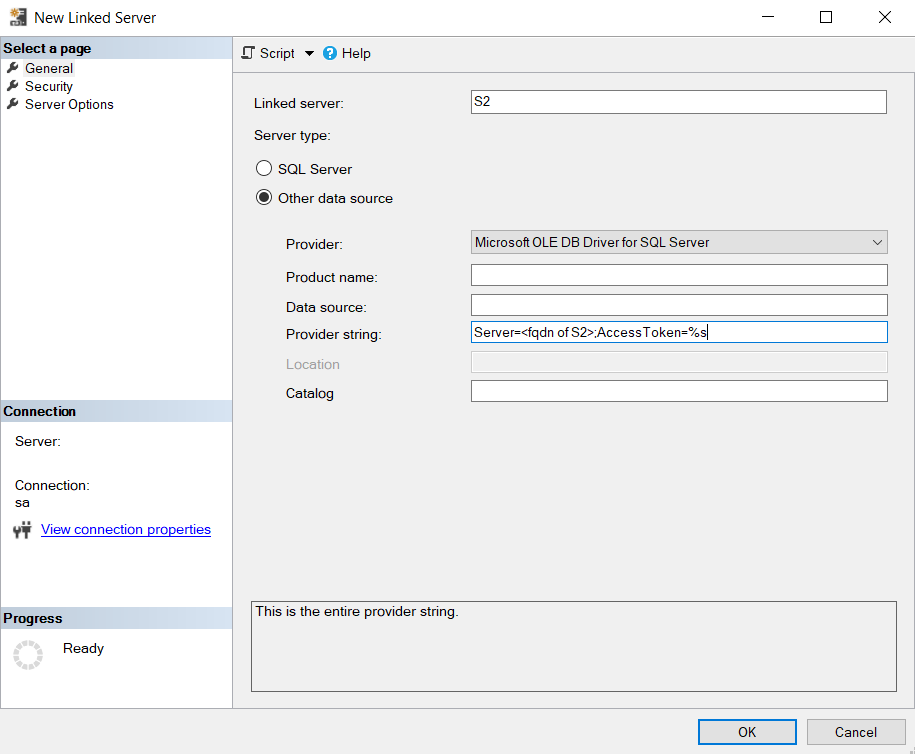 New Linked Server
Select a page
General
Security
Server Options
Script
Help
Linked server:
S2
Server type:
SQL Server
Other data source
Provider:
Microsoft OLE DB Driver for SQL Server
Product name:
Data source:
Provider string:
Server=<fqdn of S2>;AccessToken=%s
Location
Catalog
Connection
Server:
Connection:
sa
View connection properties
Progress
Ready
This is the entire provider string.
OK
Cancel